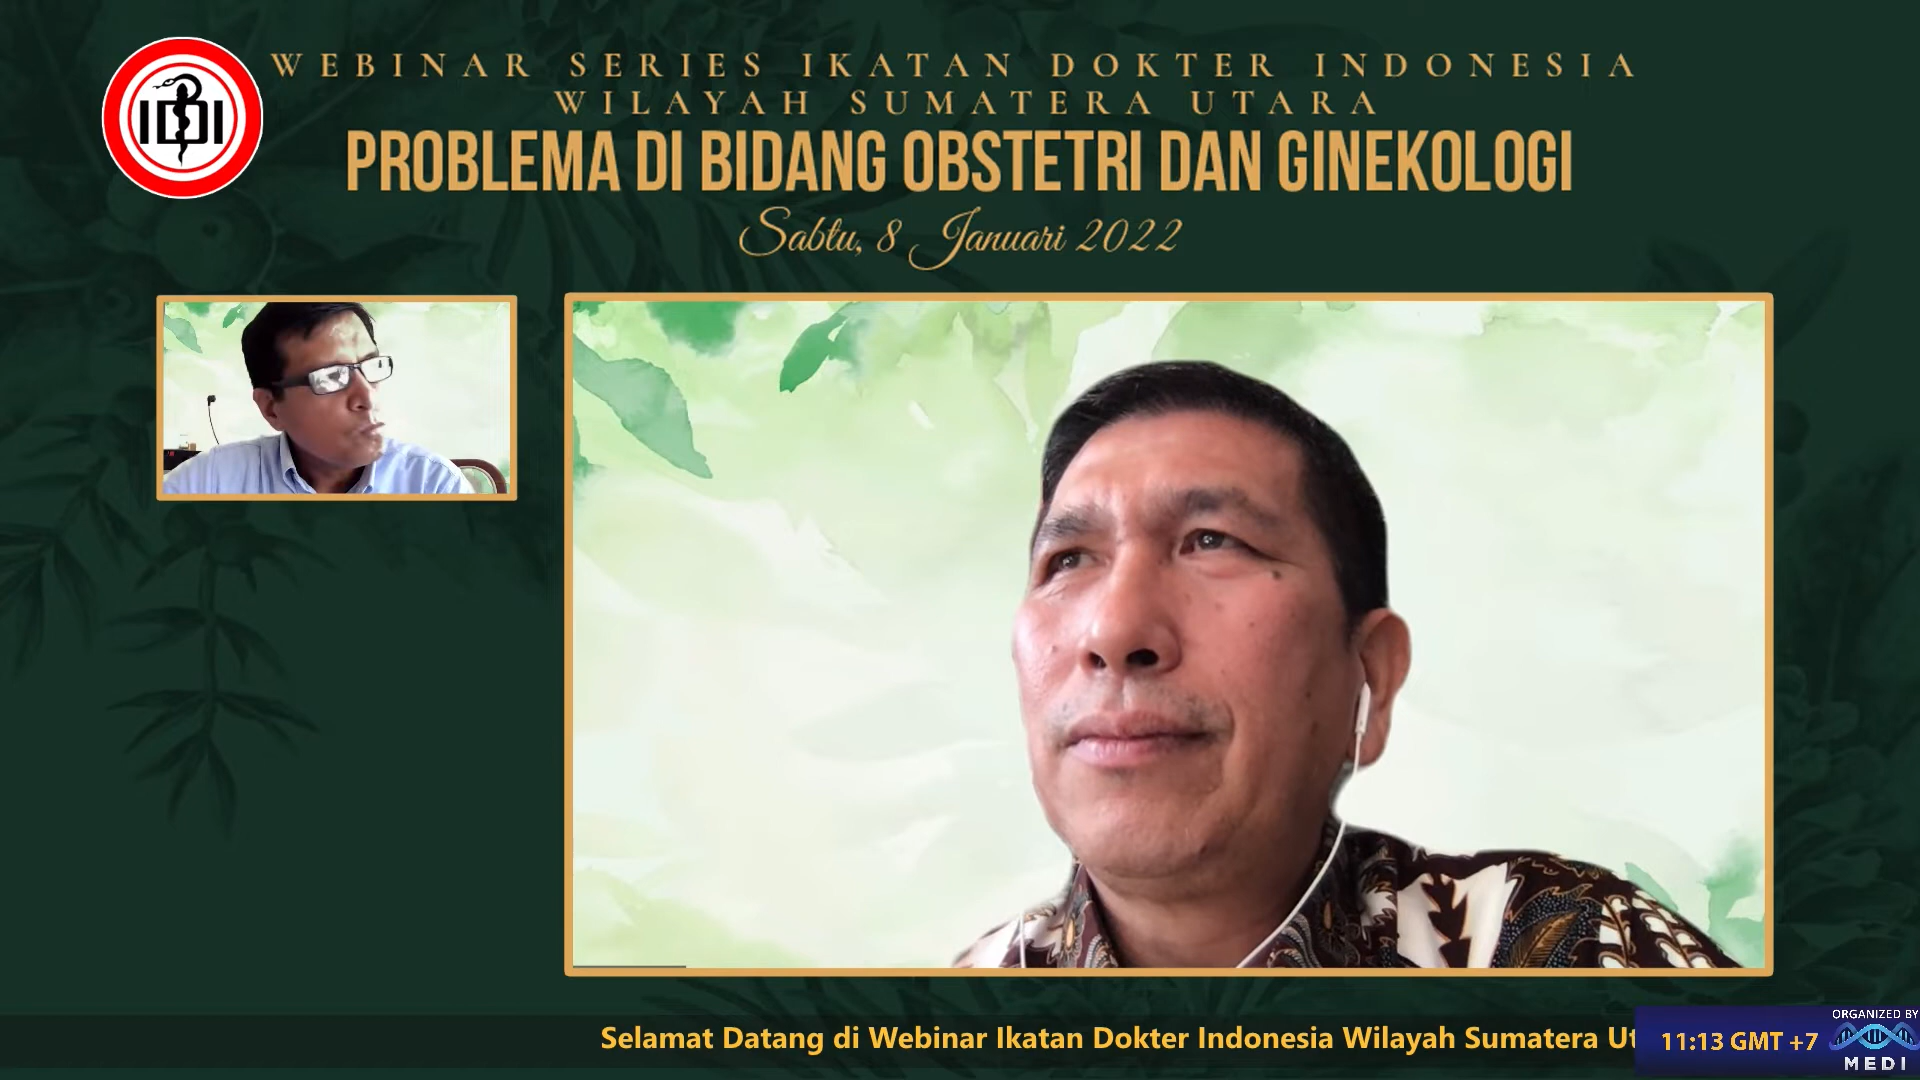 IDI
WEBINAR SERIES IKATAN DOKTER INDONESIA
WILAYAH SUMATERA UTARA
PROBLEMA DI BIDANG OBSTETRI DAN GINEKOLOGI
Sabtu, 8 Januari 2022
Selamat Datang di Webinar Ikatan Dokter Indonesia Wilayah Sumatera Ut
11:13 GMT +7
ORGANIZED BY
MEDI